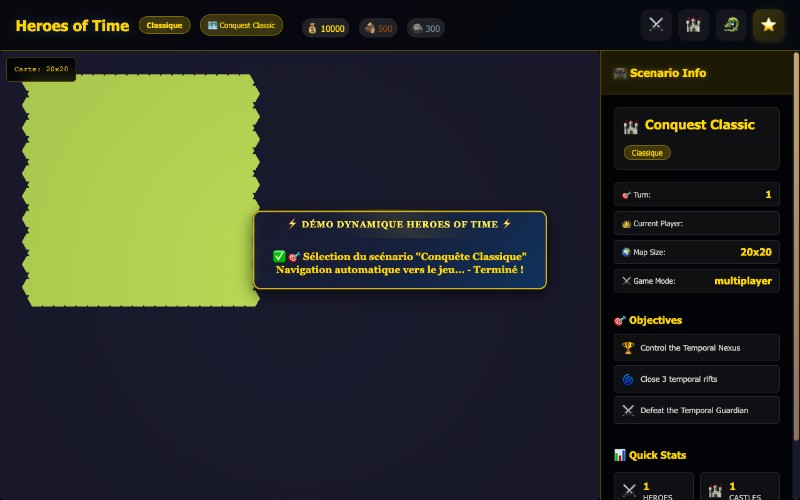 Heroes of Time
Classique
Conquest Classic
10000
500
300
Carte: 20x20
⚡ DÉMO DYNAMIQUE HEROES OF TIME ⚡
✅ 🎯 Sélection du scénario "Conquête Classique"
Navigation automatique vers le jeu... - Terminé !
Scenario Info
Conquest Classic
Classique
Turn: 1
Current Player:
Map Size: 20x20
Game Mode: multiplayer
Objectives
Control the Temporal Nexus
Close 3 temporal rifts
Defeat the Temporal Guardian
Quick Stats
1
HEROES
1
CASTLES